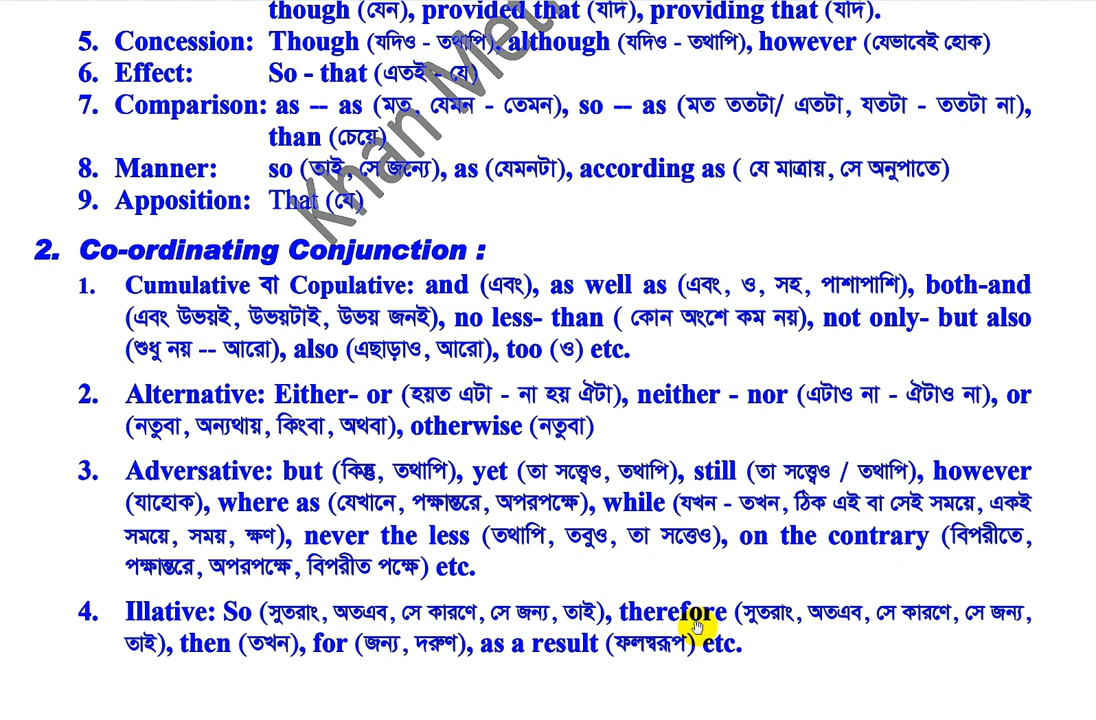 though (যেন), provided that (যদি), providing that (যদি).
5. Concession: Though (যদিও - তথাপি), although (যদিও - তথাপি), however (যেভাবেই হোক)
6. Effect: So - that (এতই - যে)
7. Comparison: as -- as (মত, যেমন - তেমন), so -- as (মত ততটা/ এতটা, যতটা - ততটা না),
than (চেয়ে)
8. Manner: so (তাই, সে জন্যে), as (যেমনটা), according as ( যে মাত্রায়, সে অনুপাতে)
9. Apposition: That (যে)
2. Co-ordinating Conjunction :
1. Cumulative বা Copulative: and (এবং), as well as (এবং, ও, সহ, পাশাপাশি), both-and
(এবং উভয়ই, উভয়টাই, উভয় জনই), no less- than ( কোন অংশে কম নয়), not only- but also
(শুধু নয় -- আরো), also (এছাড়াও, আরো), too (ও) etc.
2. Alternative: Either- or (হয়ত এটা - না হয় ঐটা), neither - nor (এটাও না - ঐটাও না), or
(নতুবা, অন্যথায়, কিংবা, অথবা), otherwise (নতুবা)
3. Adversative: but (কিন্তু, তথাপি), yet (তা সত্ত্বেও, তথাপি), still (তা সত্ত্বেও / তথাপি), however
(যাহোক), where as (যেখানে, পক্ষান্তরে, অপরপক্ষে), while (যখন - তখন, ঠিক এই বা সেই সময়ে, একই
সময়ে, সময়, ক্ষণ), never the less (তথাপি, তবুও, তা সত্তেও), on the contrary (বিপরীতে,
পক্ষান্তরে, অপরপক্ষে, বিপরীত পক্ষে) etc.
4. Illative: So (সুতরাং, অতএব, সে কারণে, সে জন্য, তাই), therefore (সুতরাং, অতএব, সে কারণে, সে জন্য,
তাই), then (তখন), for (জন্য, দরুণ), as a result (ফলস্বরূপ) etc.
Khan